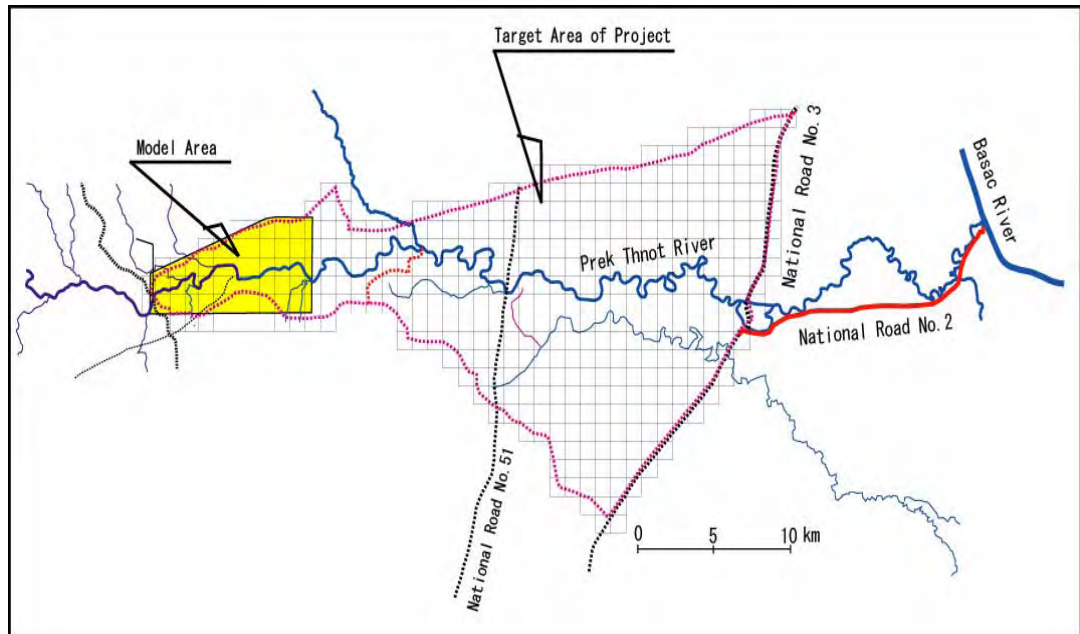 Target Area of Project
Model Area
National Road No. 3
Basac River
Prek Thnot River
National Road No.2
National Road No.51
0 5 10 km